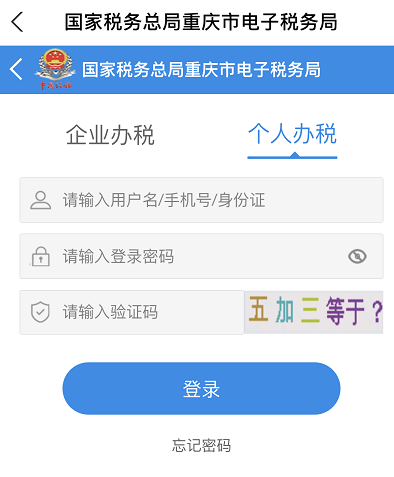 国家税务总局重庆市电子税务局
国家税务总局重庆市电子税务局
企业办税 个人办税
请输入用户名/手机号/身份证
请输入登录密码
请输入验证码 五加三等于?
登录
忘记密码